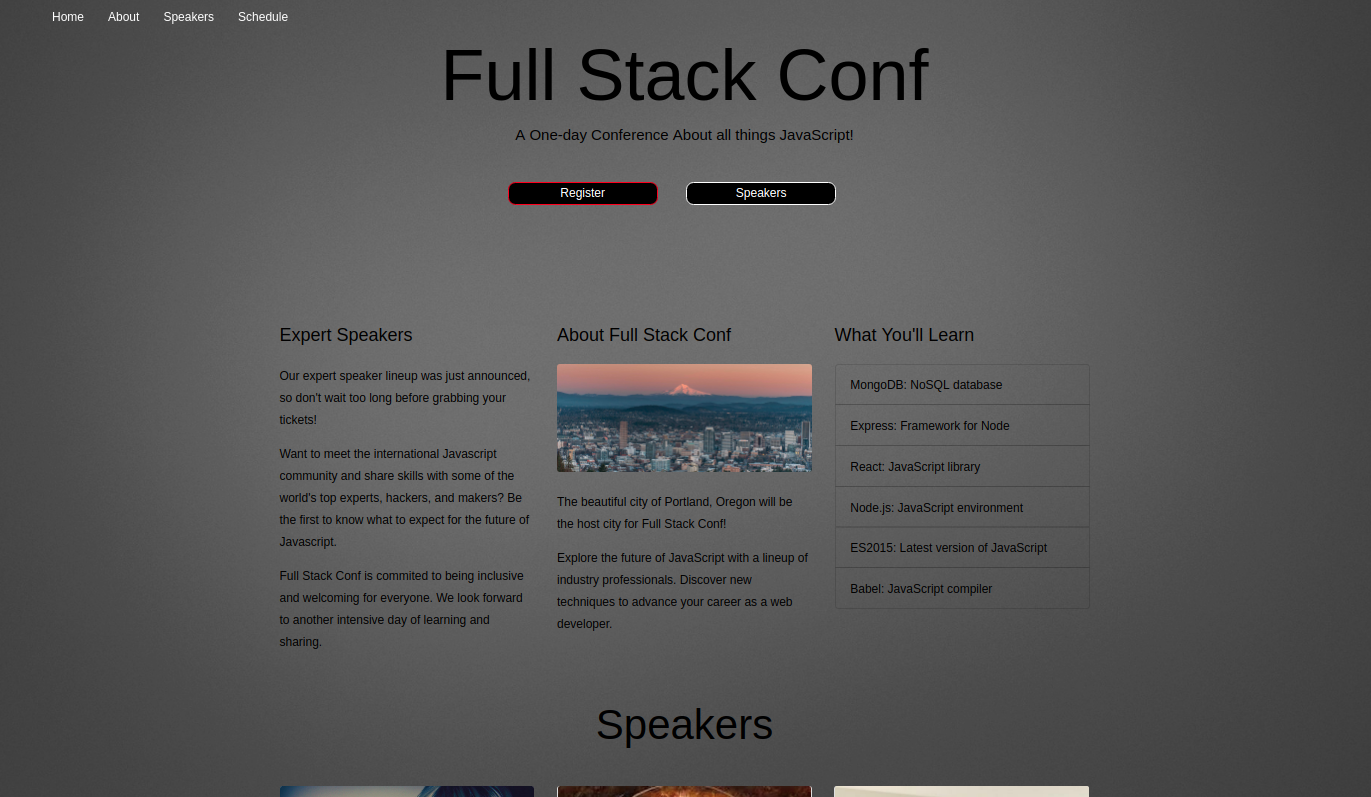 Home About Speakers Schedule
Full Stack Conf
A One-day Conference About all things JavaScript!
Register Speakers
Expert Speakers
Our expert speaker lineup was just announced,
so don't wait too long before grabbing your
tickets!
Want to meet the international Javascript
community and share skills with some of the
world's top experts, hackers, and makers? Be
the first to know what to expect for the future of
Javascript.
Full Stack Conf is commited to being inclusive
and welcoming for everyone. We look forward
to another intensive day of learning and
sharing.
About Full Stack Conf
The beautiful city of Portland, Oregon will be
the host city for Full Stack Conf!
Explore the future of JavaScript with a lineup of
industry professionals. Discover new
techniques to advance your career as a web
developer.
What You'll Learn
MongoDB: NoSQL database
Express: Framework for Node
React: JavaScript library
Node.js: JavaScript environment
ES2015: Latest version of JavaScript
Babel: JavaScript compiler
Speakers